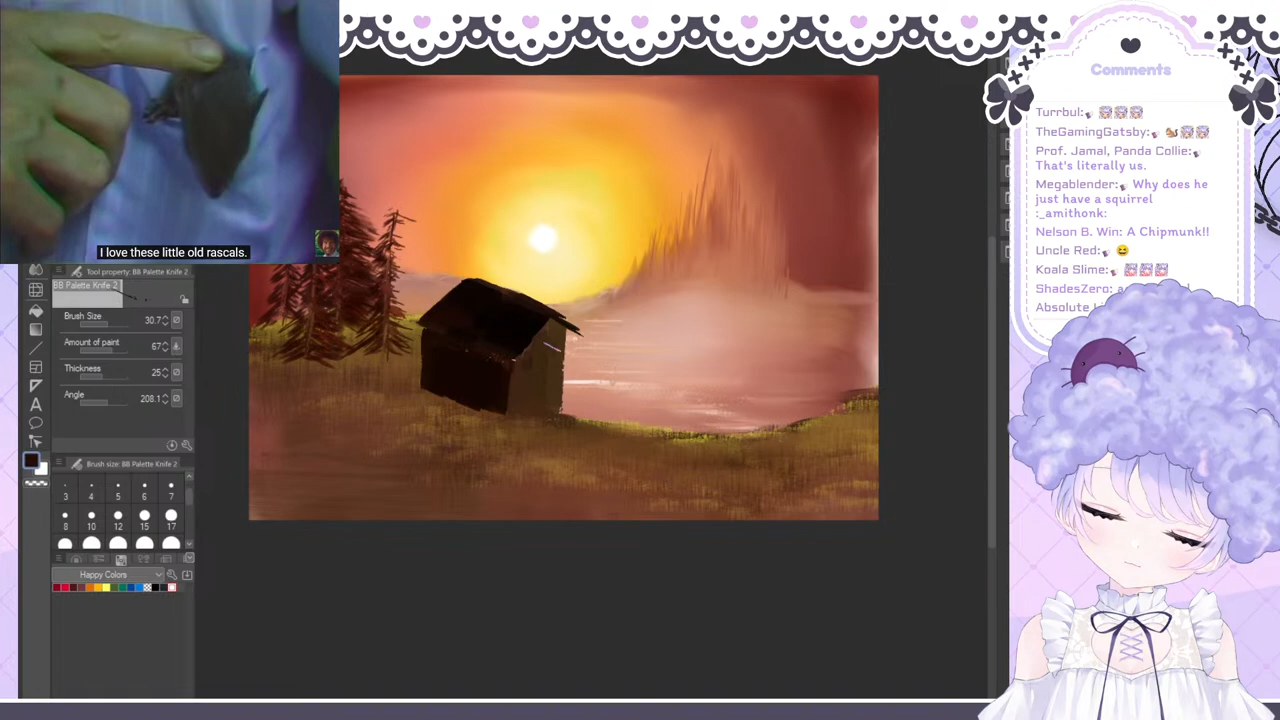 I love these little old rascals.
Tool property: BB Palette Knife 2
BB Palette Knife 2
Brush Size 30.7
Amount of paint 67
Thickness 25
Angle 208.1
Brush size: BB Palette Knife 2
3 4 5 6 7
8 10 12 15 17
Happy Colors
A
Comments
Turrbul:
TheGamingGatsby:
Prof. Jamal, Panda Collie:
That's literally us.
Megablender: Why does he
just have a squirrel
:_amithonk:
Nelson B. Win: A Chipmunk!!
Uncle Red:
Koala Slime:
ShadesZero:
Absolute